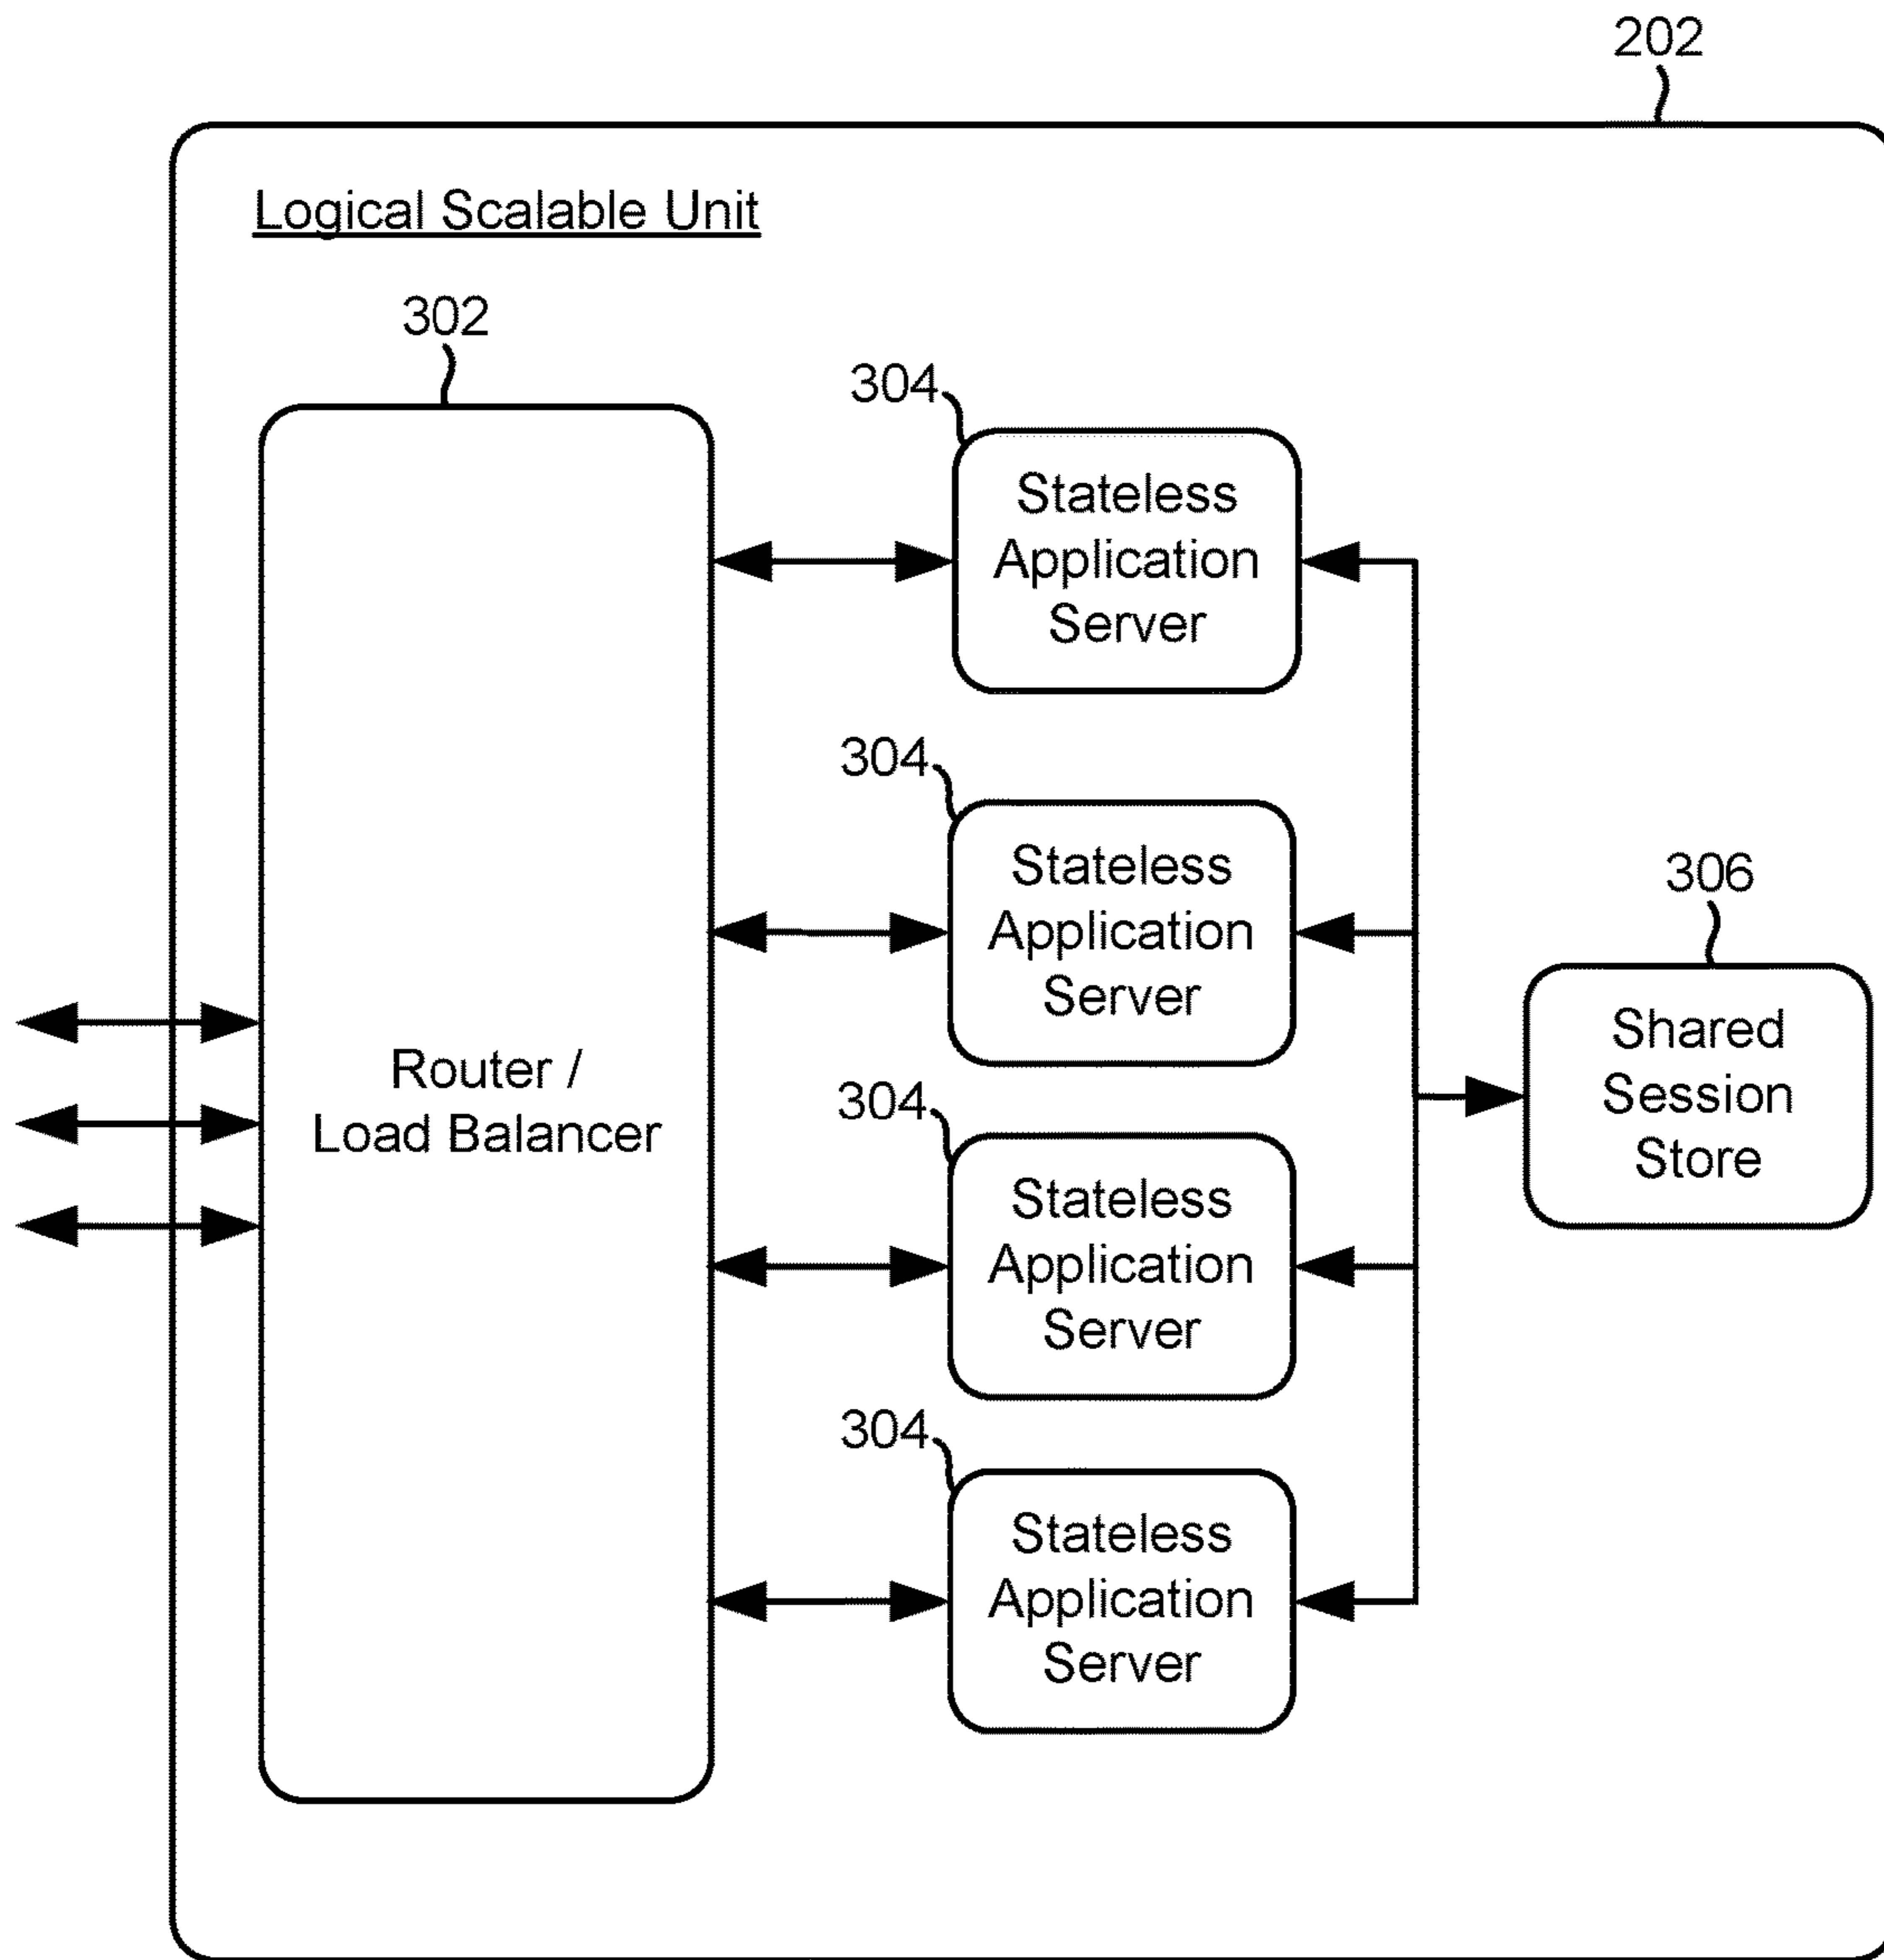 202
Logical Scalable Unit
302
304
Stateless
Application
Server
304
Stateless
Application
Server
306
Shared
Session
Store
Router /
Load Balancer
304
Stateless
Application
Server
304
Stateless
Application
Server